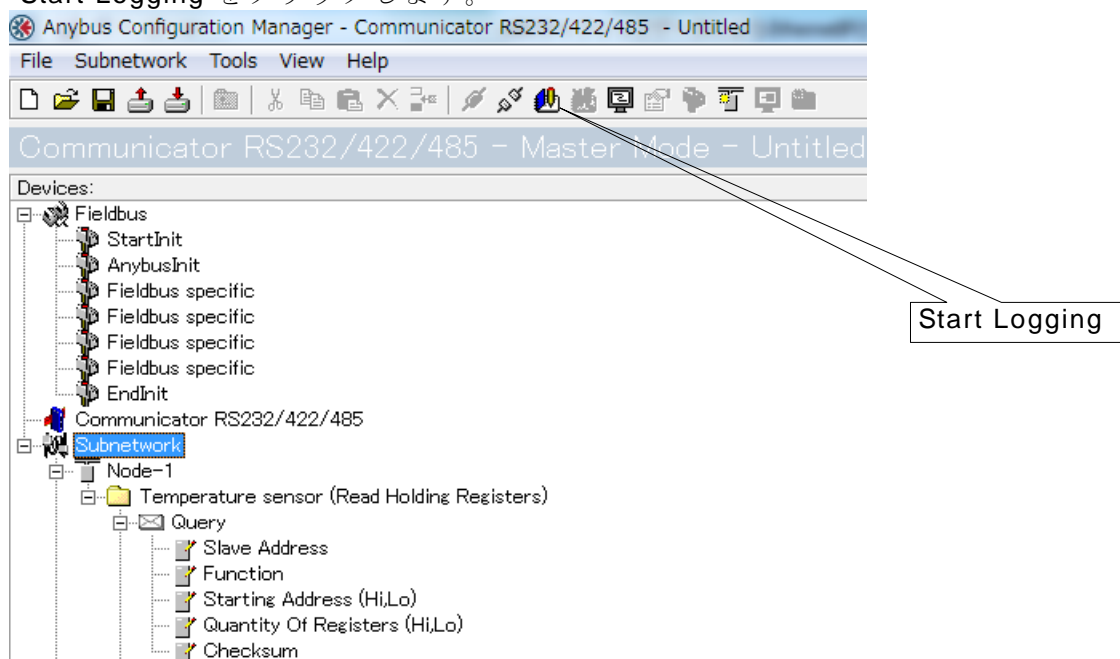 Start Logging をクリックします。
Anybus Configuration Manager - Communicator RS232/422/485 - Untitled
File Subnetwork Tools View Help
Communicator RS232/422/485 - Master Mode - Untitled
Devices:
Fieldbus
StartInit
AnybusInit
Fieldbus specific
Fieldbus specific
Fieldbus specific
Fieldbus specific
EndInit
Start Logging
Communicator RS232/422/485
Subnetwork
Node-1
Temperature sensor (Read Holding Registers)
Query
Slave Address
Function
Starting Address (Hi,Lo)
Quantity Of Registers (Hi,Lo)
Checksum